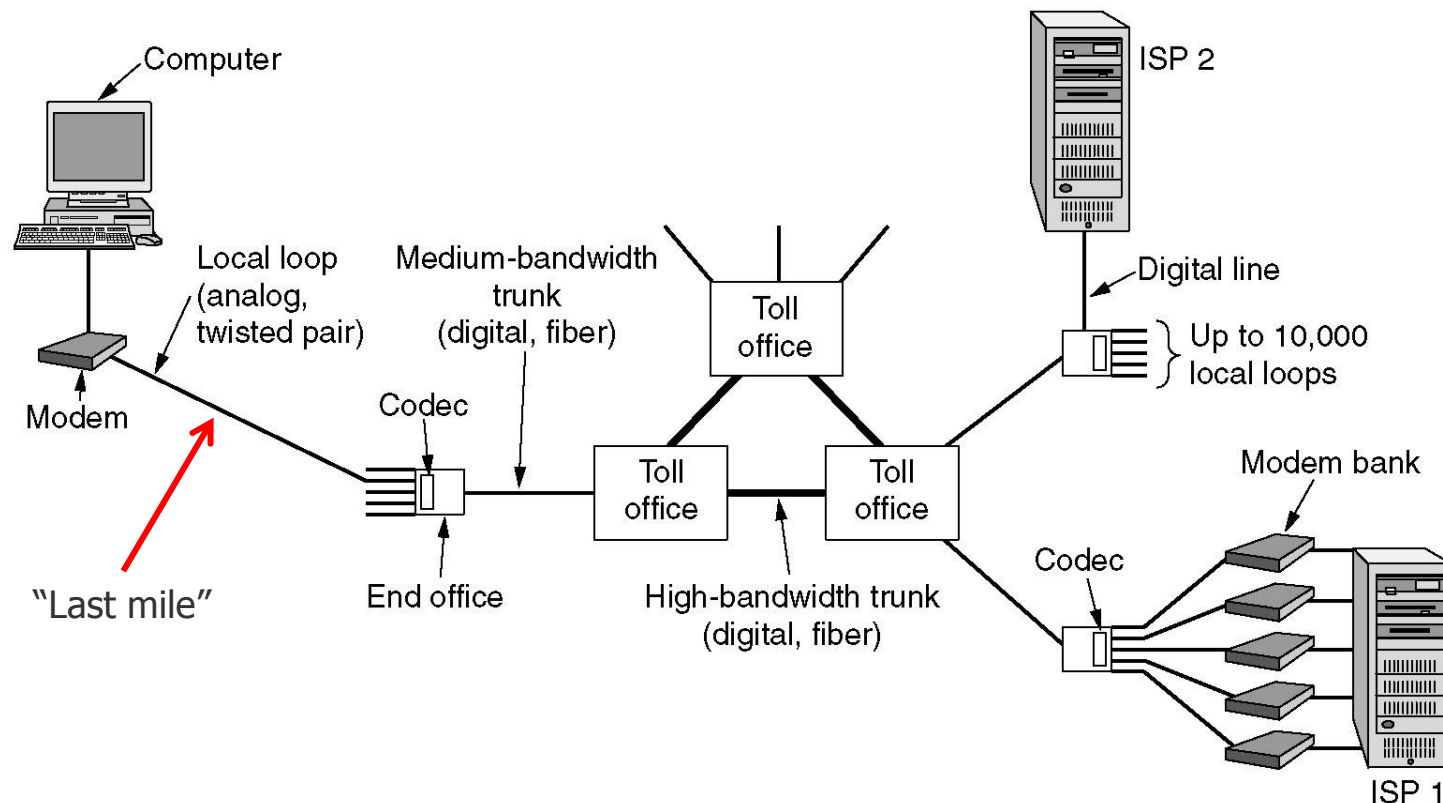 Computer
ISP 2
Local loop
(analog,
twisted pair)
Medium-bandwidth
trunk
(digital, fiber)
Toll
office
Digital line
Up to 10,000
local loops
Modem
Codec
Toll
office
Toll
office
Modem bank
"Last mile"
End office
High-bandwidth trunk
(digital, fiber)
Codec
ISP 1